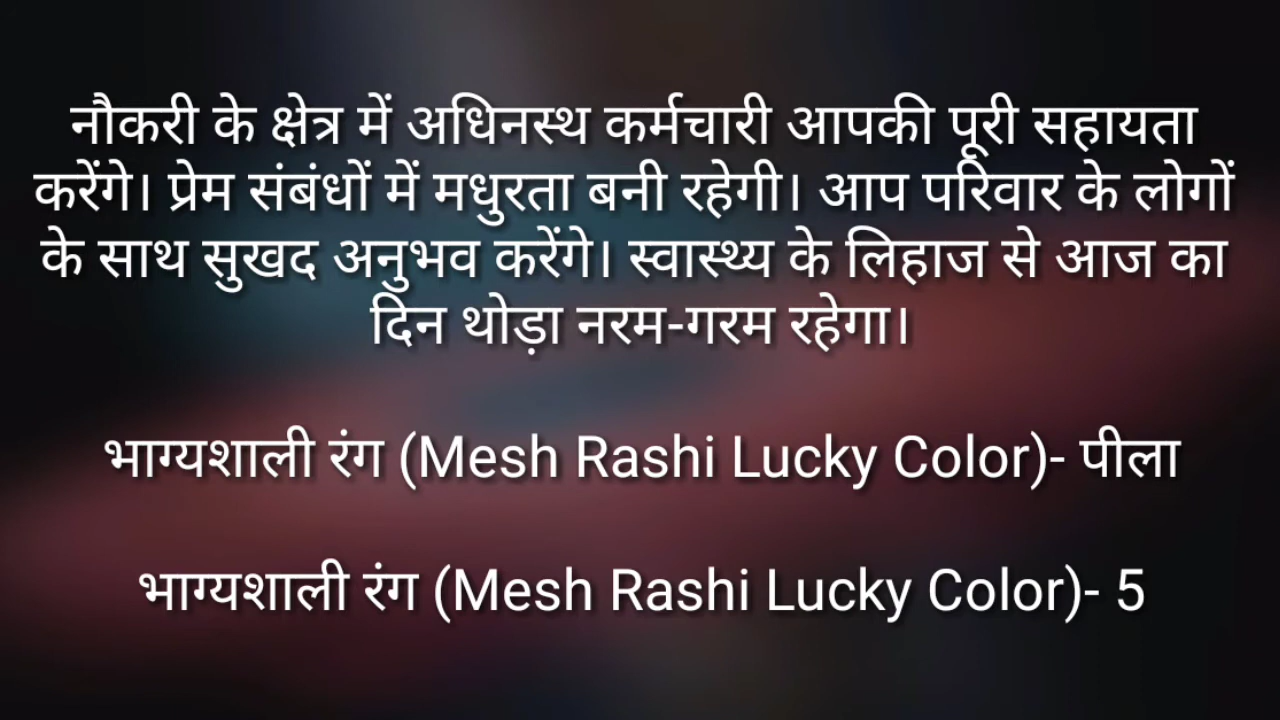 नौकरी के क्षेत्र में अधिनस्थ कर्मचारी आपकी पूरी सहायता
करेंगे। प्रेम संबंधों में मधुरता बनी रहेगी। आप परिवार के लोगों
के साथ सुखद अनुभव करेंगे। स्वास्थ्य के लिहाज से आज का
दिन थोड़ा नरम-गरम रहेगा।
भाग्यशाली रंग (Mesh Rashi Lucky Color)- पीला
भाग्यशाली रंग (Mesh Rashi Lucky Color)- 5